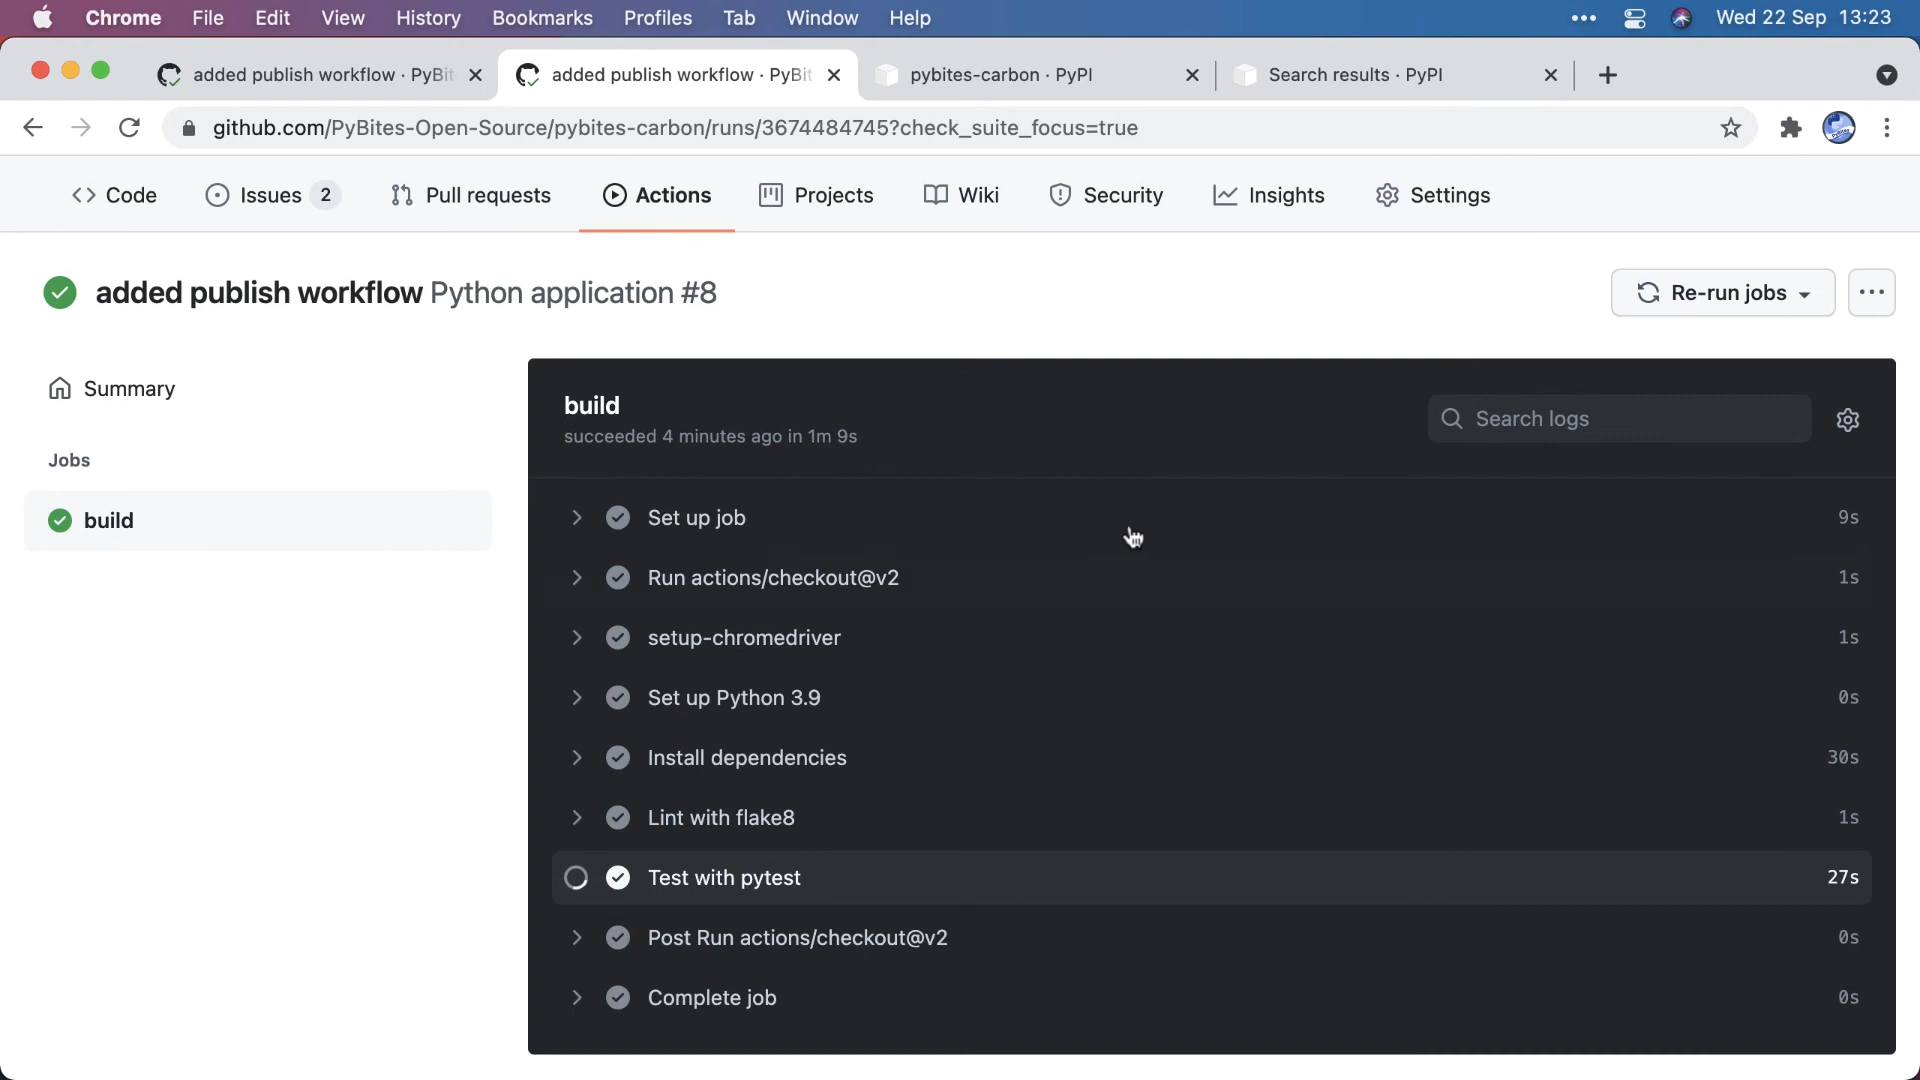 Chrome File Edit View History Bookmarks Profiles Tab Window Help Wed 22 Sep 13:23
added publish workflow · PyBit added publish workflow · PyBit pybites-carbon · PyPI Search results · PyPI
github.com/PyBites-Open-Source/pybites-carbon/runs/3674484745?check_suite_focus=true
Code Issues 2 Pull requests Actions Projects Wiki Security Insights Settings
added publish workflow Python application #8 Re-run jobs
Summary
Jobs
build
build
succeeded 4 minutes ago in 1m 9s
Search logs
Set up job 9s
Run actions/checkout@v2 1s
setup-chromedriver 1s
Set up Python 3.9 0s
Install dependencies 30s
Lint with flake8 1s
Test with pytest 27s
Post Run actions/checkout@v2 0s
Complete job 0s